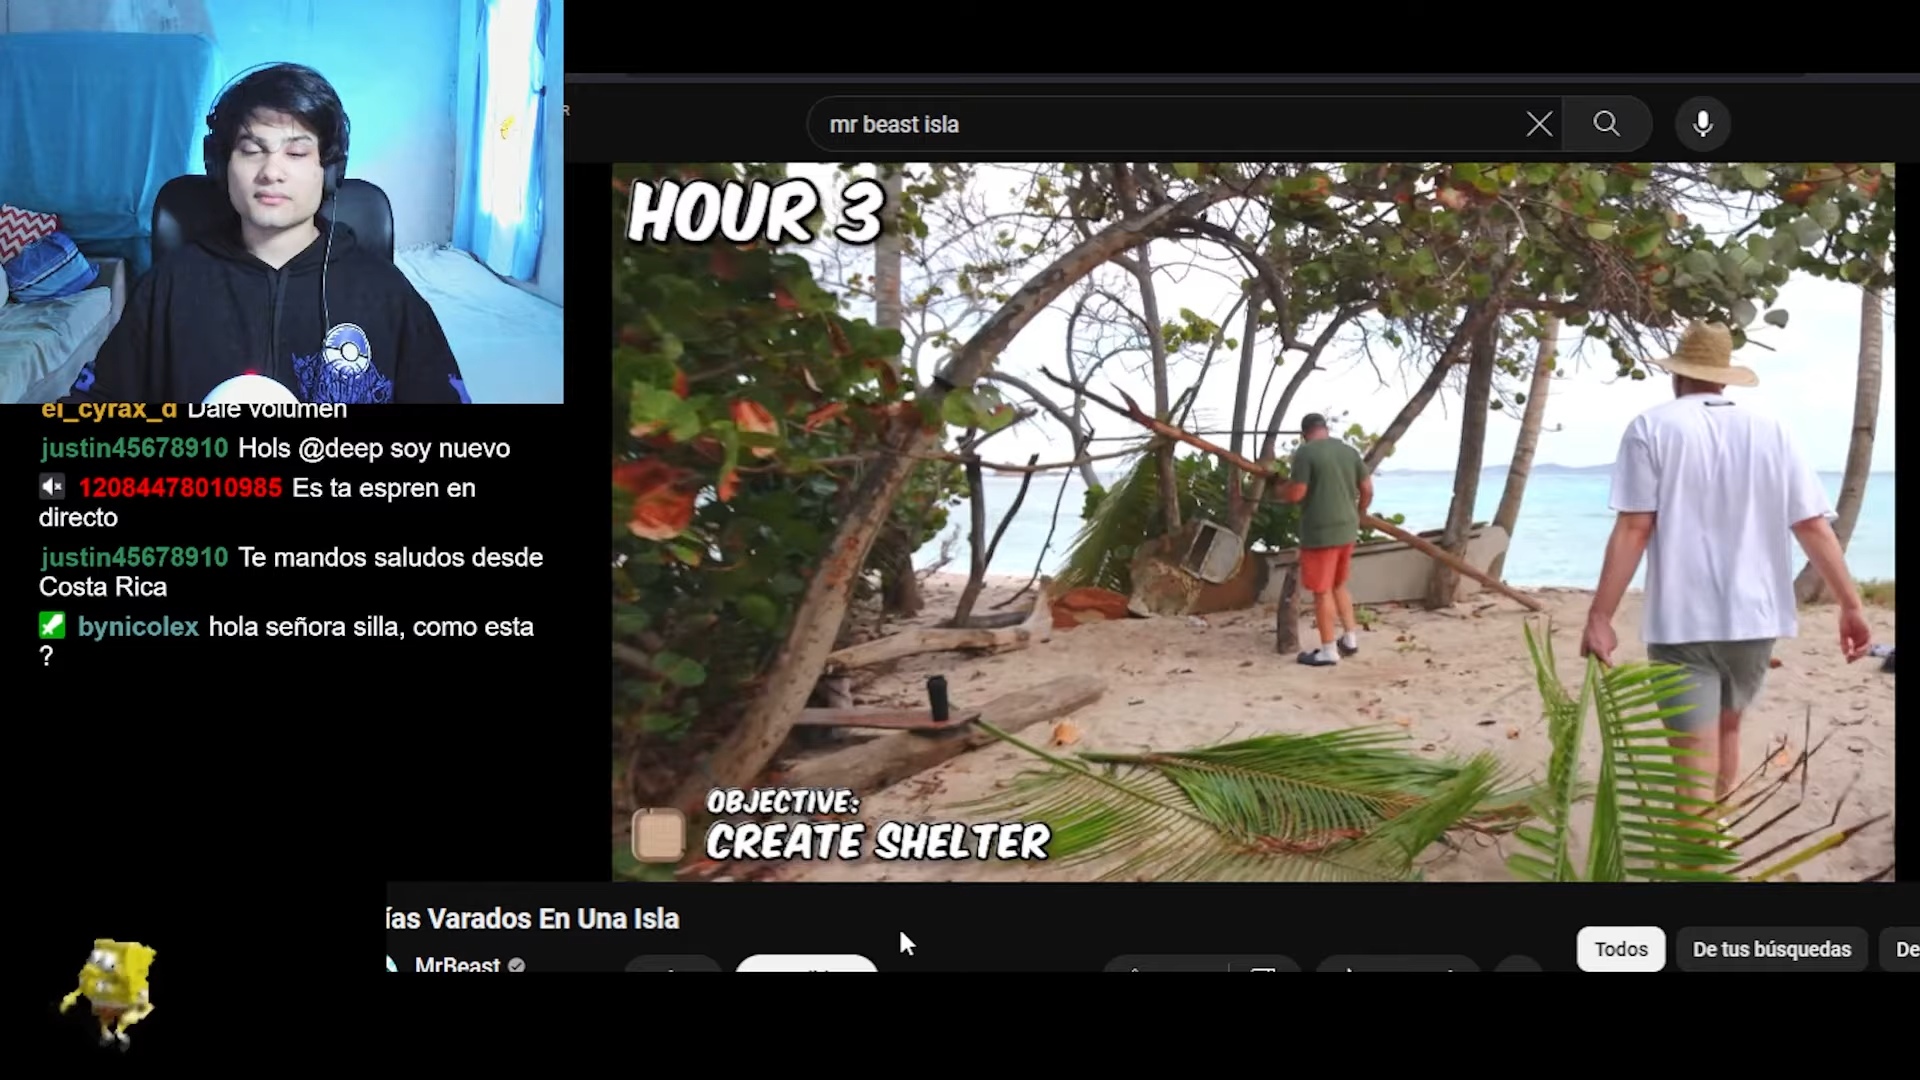 mr beast isla
HOUR 3
el_cyrax_d Dale volumen
justin45678910 Hols @deep soy nuevo
12084478010985 Es ta espren en
directo
justin45678910 Te mandos saludos desde
Costa Rica
bynicolex hola señora silla, como esta
?
OBJECTIVE:
CREATE SHELTER
ías Varados En Una Isla
MrBeast
Todos
De tus búsquedas
De